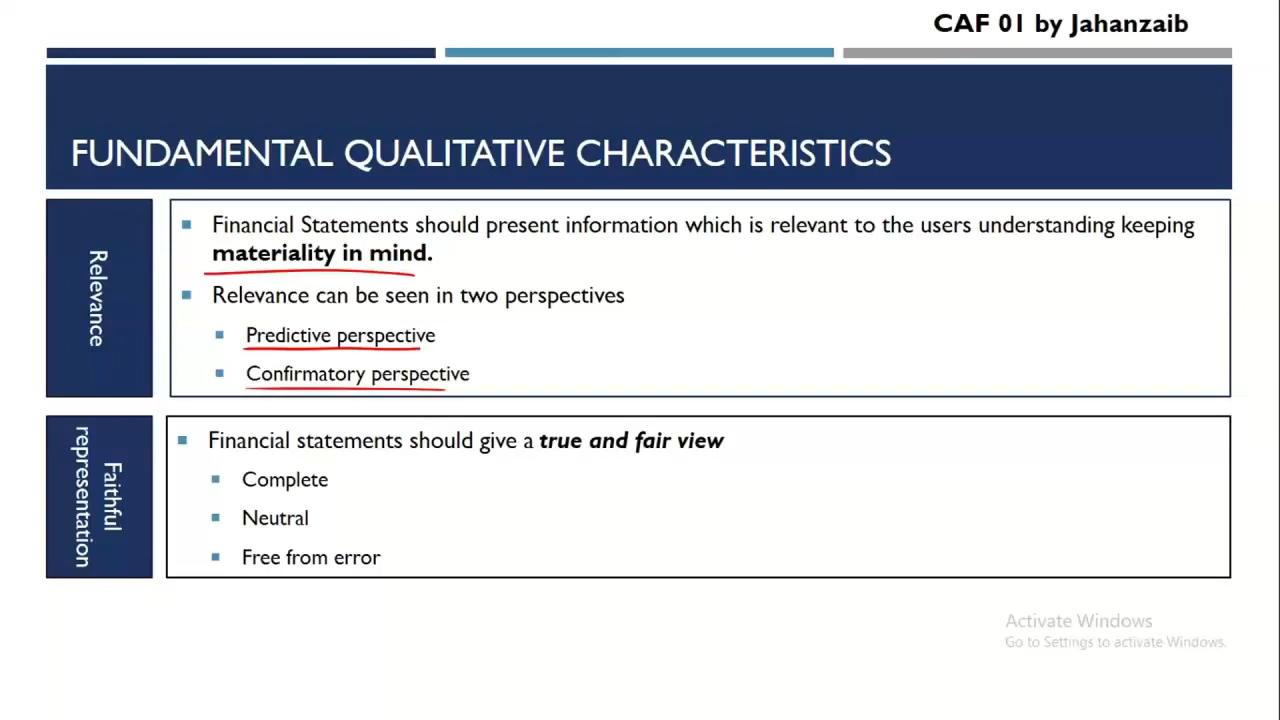 CAF 01 by Jahanzaib
FUNDAMENTAL QUALITATIVE CHARACTERISTICS
Relevance
Financial Statements should present information which is relevant to the users understanding keeping
materiality in mind.
Relevance can be seen in two perspectives
Predictive perspective
Confirmatory perspective
Faithful
representation
Financial statements should give a true and fair view
Complete
Neutral
Free from error
Activate Windows
Go to Settings to activate Windows.